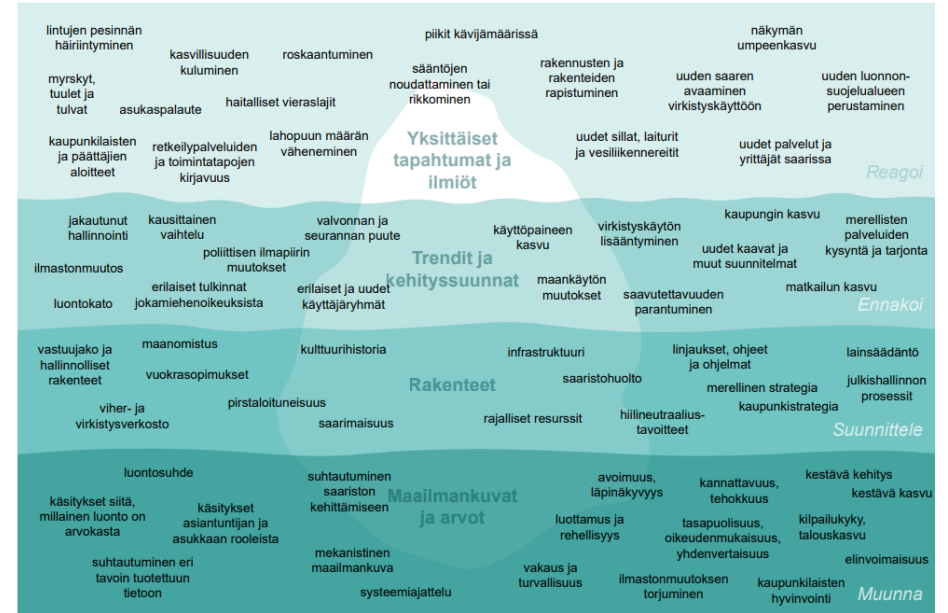 lintujen pesinnän
häiriintyminen
kasvillisuuden
kuluminen
roskaantuminen
piikit kävijämäärissä
näkymän
umpeenkasvu
myrskyt,
tuulet ja
tulvat
asukaspalaute
haitalliset vieraslajit
sääntöjen
noudattaminen tai
rikkominen
rakennusten ja
rakenteiden
rapistuminen
uuden saaren
avaaminen
virkistyskäyttöön
uuden luonnon-
suojelualueen
perustaminen
kaupunkilaisten
ja päättäjien
aloitteet
retkeilypalveluiden
ja toimintatapojen
kirjavuus
lahopuun määrän
väheneminen
Yksittäiset
tapahtumat ja
ilmiöt
uudet sillat, laiturit
ja vesiliikennereitit
uudet palvelut ja
yrittäjät saarissa
Reagoi
jakautunut
hallinnointi
kausittainen
vaihtelu
valvonnan ja
seurannan puute
käyttöpaineen
kasvu
virkistyskäytön
lisääntyminen
kaupungin kasvu
merellisten
palveluiden
kysyntä ja tarjonta
ilmastonmuutos
poliittisen ilmapiirin
muutokset
Trendit ja
kehityssuunnat
uudet kaavat ja
muut suunnitelmat
luontokato
erilaiset tulkinnat
jokamiehenoikeuksista
erilaiset ja uudet
käyttäjäryhmät
maankäytön
muutokset
saavutettavuuden
parantuminen
matkailun kasvu
Ennakoi
vastuujako ja
hallinnolliset
rakenteet
maanomistus
vuokrasopimukset
kulttuurihistoria
infrastruktuuri
linjaukset, ohjeet
ja ohjelmat
lainsäädäntö
Rakenteet
saaristohuolto
merellinen strategia
julkishallinnon
prosessit
viher- ja
virkistysverkosto
pirstaloituneisuus
saarimaisuus
rajalliset resurssit
hiilineutraalius-
tavoitteet
kaupunkistrategia
Suunnittele
luontosuhde
suhtautuminen
saariston
kehittämiseen
Maailmankuvat
ja arvot
avoimuus,
läpinäkyvyys
kannattavuus,
tehokkuus
kestävä kehitys
kestävä kasvu
käsitykset siitä,
millainen luonto on
arvokasta
käsitykset
asiantuntijan ja
asukkaan rooleista
luottamus ja
rehellisyys
tasapuolisuus,
oikeudenmukaisuus,
yhdenvertaisuus
kilpailukyky,
talouskasvu
suhtautuminen eri
tavoin tuotettuun
tietoon
mekanistinen
maailmankuva
systeemiajattelu
vakaus ja
turvallisuus
ilmastonmuutoksen
torjuminen
kaupunkilaisten
hyvinvointi
elinvoimaisuus
Muunna